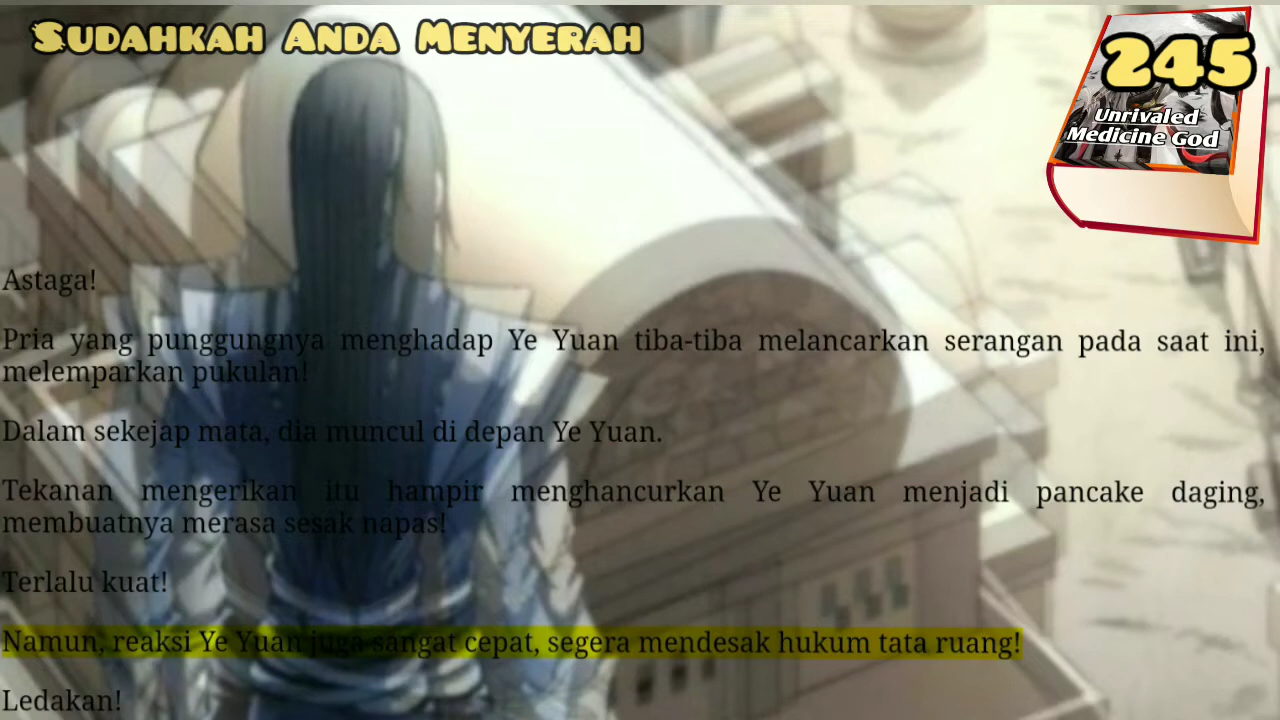 Sudahkah Anda Menyerah
245
Unrivaled
Medicine God
Astaga!
Pria yang punggungnya menghadap Ye Yuan tiba-tiba melancarkan serangan pada saat ini,
melemparkan pukulan!
Dalam sekejap mata, dia muncul di depan Ye Yuan.
Tekanan mengerikan itu hampir menghancurkan Ye Yuan menjadi pancake daging,
membuatnya merasa sesak napas!
Terlalu kuat!
Namun, reaksi Ye Yuan juga sangat cepat, segera mendesak hukum tata ruang!
Ledakan!